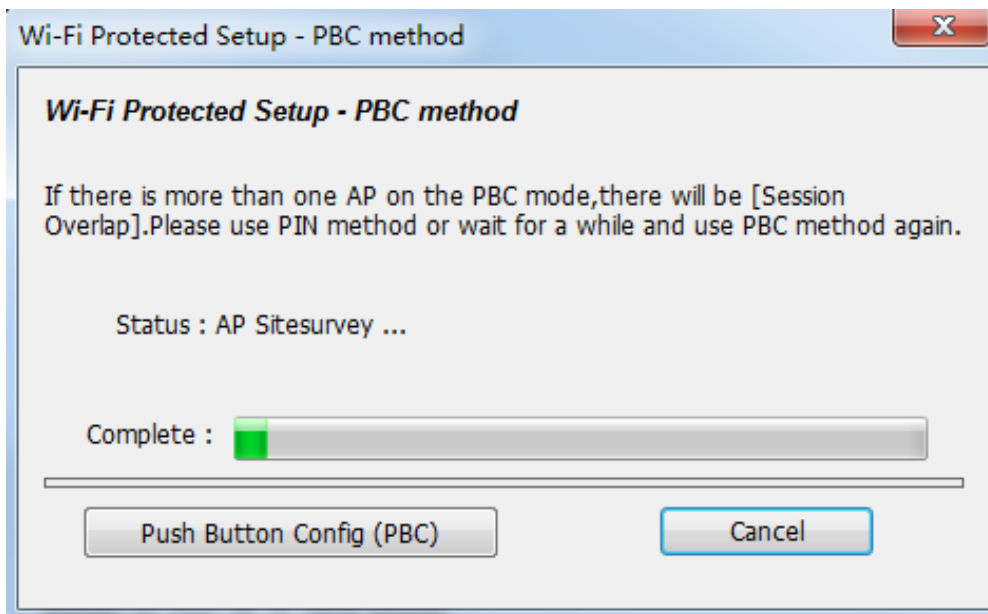 Wi-Fi Protected Setup - PBC method
Wi-Fi Protected Setup - PBC method
If there is more than one AP on the PBC mode,there will be [Session
Overlap].Please use PIN method or wait for a while and use PBC method again.
Status : AP Sitesurvey ...
Complete :
Push Button Config (PBC)
Cancel